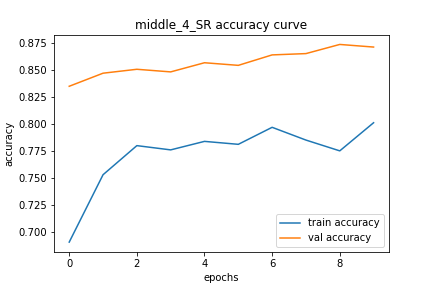 middle_4_SR accuracy curve
accuracy
0.875
0.850
0.825
0.800
0.775
0.750
0.725
0.700
0 2 4 6 8
epochs
train accuracy
val accuracy